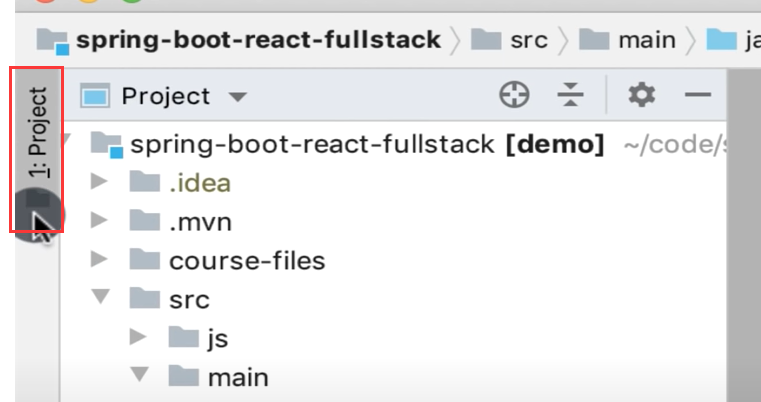 spring-boot-react-fullstack 〉 src 〉 main 〉 ja
1: Project
Project
spring-boot-react-fullstack [demo] ~/code/s
.idea
.mvn
course-files
src
js
main